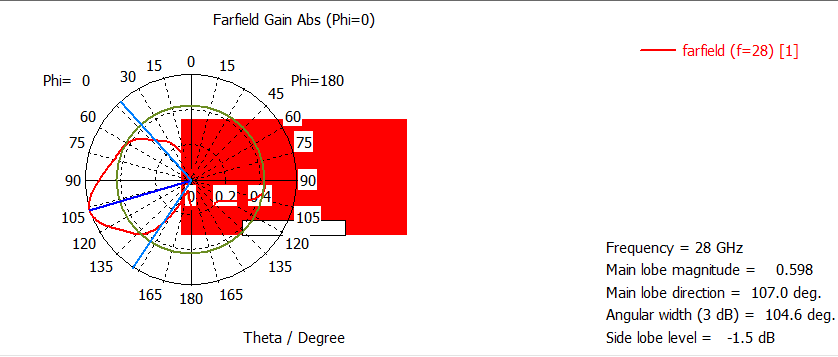 Farfield Gain Abs (Phi=0)
farfield (f=28) [1]
0
15
15
30
Phi= 0
Phi=180
45
60
60
75
75
90
90
0
0.2
0.4
105
105
120
120
135
135
165
165
180
Frequency = 28 GHz
Main lobe magnitude = 0.598
Main lobe direction = 107.0 deg.
Angular width (3 dB) = 104.6 deg.
Side lobe level = -1.5 dB
Theta / Degree